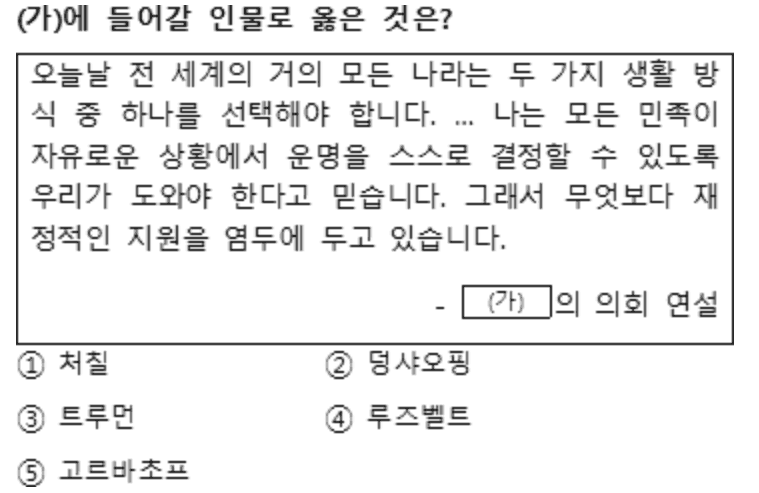 (가)에 들어갈 인물로 옳은 것은?
오늘날 전 세계의 거의 모든 나라는 두 가지 생활 방
식 중 하나를 선택해야 합니다. ... 나는 모든 민족이
자유로운 상황에서 운명을 스스로 결정할 수 있도록
우리가 도와야 한다고 믿습니다. 그래서 무엇보다 재
정적인 지원을 염두에 두고 있습니다.
- (가) 의 의회 연설
① 처칠 ② 덩샤오핑
③ 트루먼 ④ 루즈벨트
⑤ 고르바초프